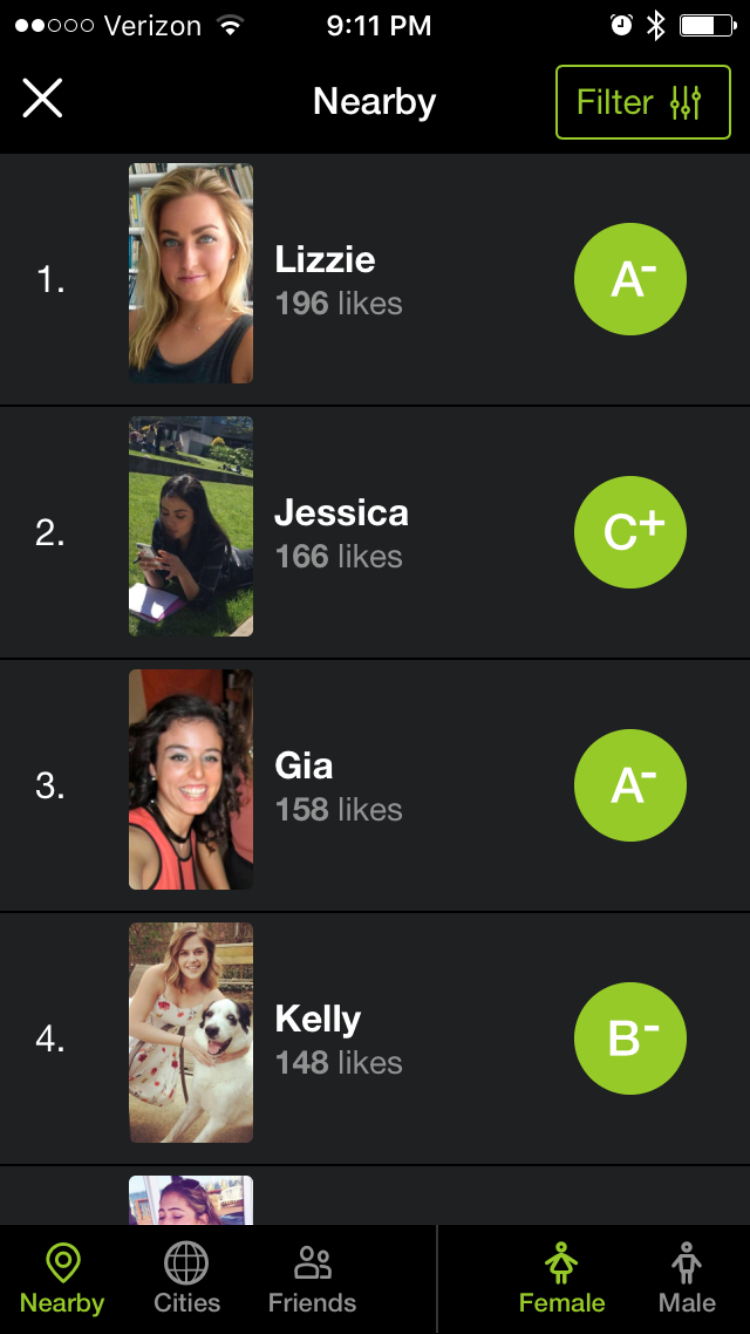 Verizon 9:11 PM
Nearby
Filter
1.
Lizzie
196 likes
A-
2.
Jessica
166 likes
C+
3.
Gia
158 likes
A-
4.
Kelly
148 likes
B-
Nearby Cities Friends Female Male